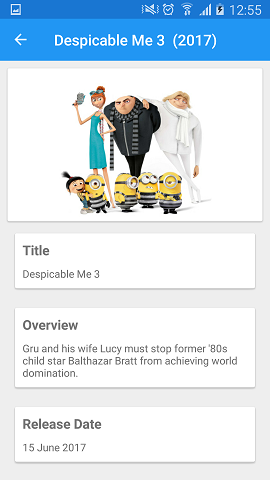 12:55
Despicable Me 3 (2017)
Title
Despicable Me 3
Overview
Gru and his wife Lucy must stop former '80s
child star Balthazar Bratt from achieving world
domination.
Release Date
15 June 2017